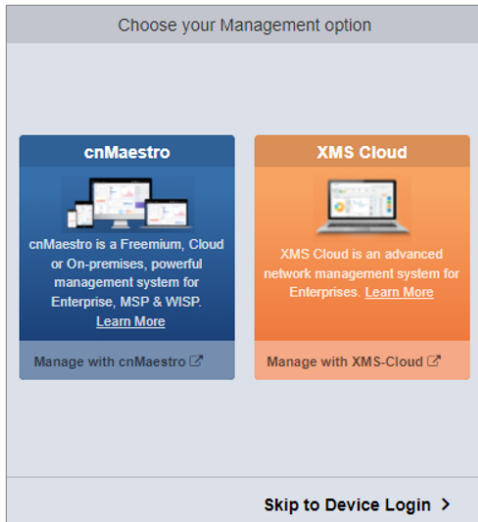 Choose your Management option
cnMaestro
cnMaestro is a Freemium, Cloud
or On-premises, powerful
management system for
Enterprise, MSP & WISP.
Learn More
Manage with cnMaestro
XMS Cloud
XMS Cloud is an advanced
network management system for
Enterprises. Learn More
Manage with XMS-Cloud
Skip to Device Login >